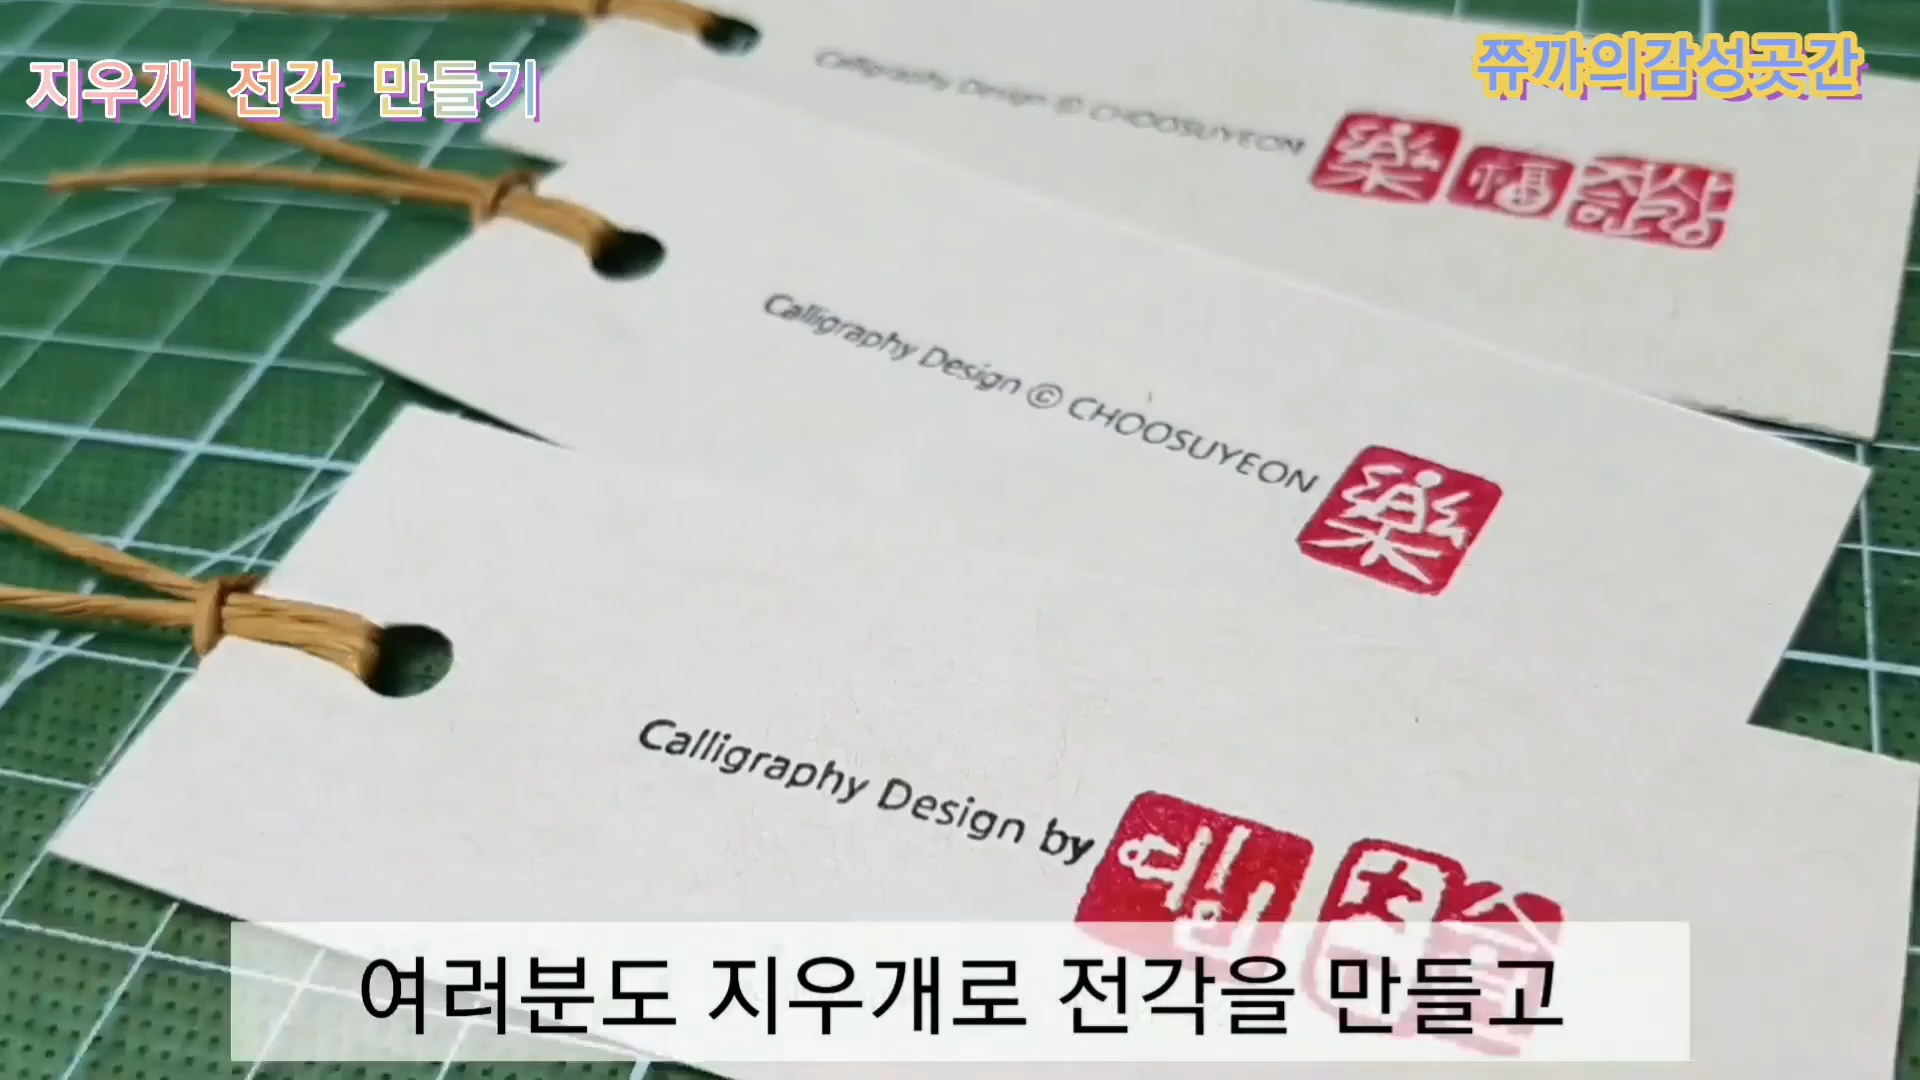 지우개 전각 만들기
쮸까의감성곳간
Calligraphy Design © CHOOSUYEON 樂 福
Calligraphy Design © CHOOSUYEON 樂
Calligraphy Design by
여러분도 지우개로 전각을 만들고